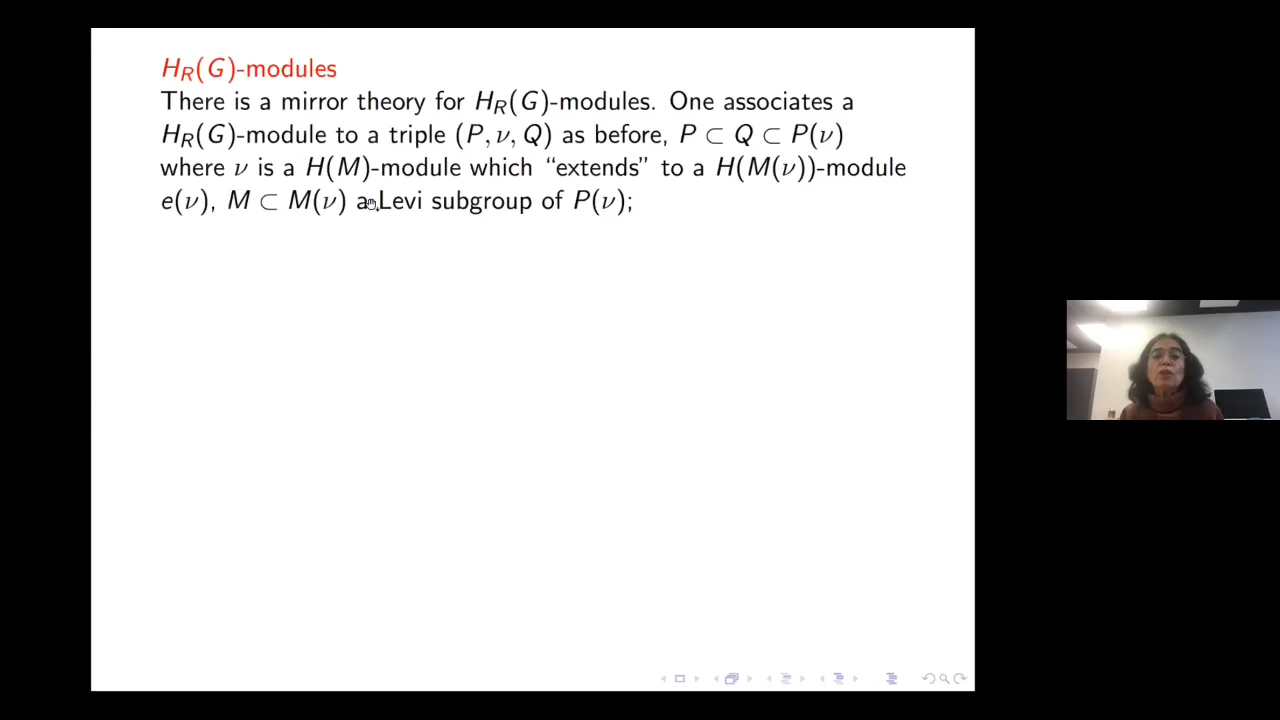 H_R(G)-modules
There is a mirror theory for H_R(G)-modules. One associates a
H_R(G)-module to a triple (P, ν, Q) as before, P ⊂ Q ⊂ P(ν)
where ν is a H(M)-module which “extends” to a H(M(ν))-module
e(ν), M ⊂ M(ν) a Levi subgroup of P(ν);